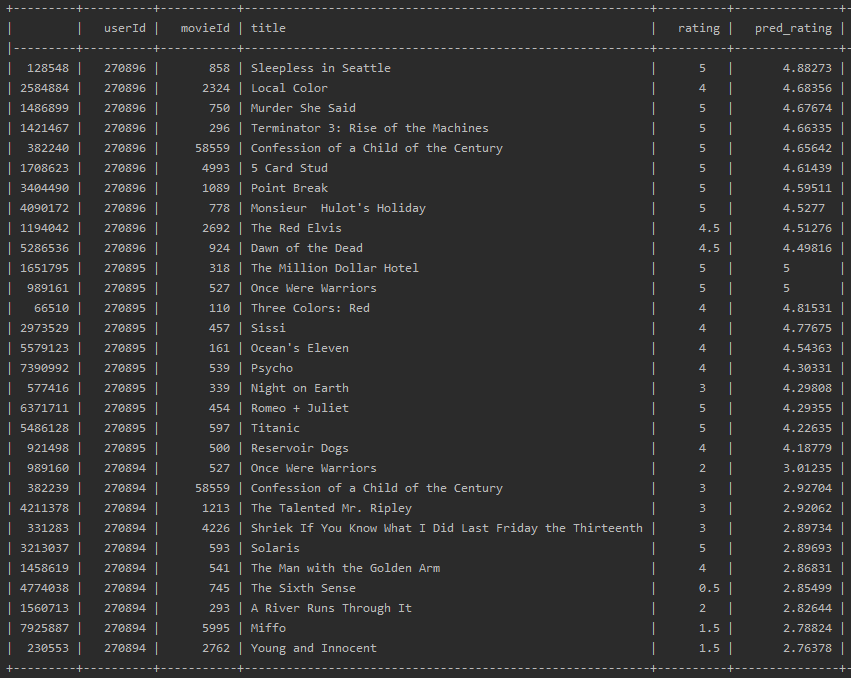 +---------+----------+-----------+----------------------------------------------------------+----------+---------------+
|         |   userId |   movieId | title                                                    |   rating |   pred_rating |
|---------+----------+-----------+----------------------------------------------------------+----------+---------------|
|  128548 |   270896 |       858 | Sleepless in Seattle                                     |      5   |       4.88273 |
| 2584884 |   270896 |      2324 | Local Color                                              |      4   |       4.68356 |
| 1486899 |   270896 |       750 | Murder She Said                                          |      5   |       4.67674 |
| 1421467 |   270896 |       296 | Terminator 3: Rise of the Machines                       |      5   |       4.66335 |
|  382240 |   270896 |     58559 | Confession of a Child of the Century                     |      5   |       4.65642 |
| 1708623 |   270896 |      4993 | 5 Card Stud                                              |      5   |       4.61439 |
| 3404490 |   270896 |      1089 | Point Break                                              |      5   |       4.59511 |
| 4090172 |   270896 |       778 | Monsieur  Hulot's Holiday                                |      5   |       4.5277  |
| 1194042 |   270896 |      2692 | The Red Elvis                                            |      4.5 |       4.51276 |
| 5286536 |   270896 |       924 | Dawn of the Dead                                         |      4.5 |       4.49816 |
| 1651795 |   270895 |       318 | The Million Dollar Hotel                                 |      5   |       5       |
|  989161 |   270895 |       527 | Once Were Warriors                                       |      5   |       5       |
|   66510 |   270895 |       110 | Three Colors: Red                                        |      4   |       4.81531 |
| 2973529 |   270895 |       457 | Sissi                                                    |      4   |       4.77675 |
| 5579123 |   270895 |       161 | Ocean's Eleven                                           |      4   |       4.54363 |
| 7390992 |   270895 |       539 | Psycho                                                   |      4   |       4.30331 |
|  577416 |   270895 |       339 | Night on Earth                                           |      3   |       4.29808 |
| 6371711 |   270895 |       454 | Romeo + Juliet                                           |      5   |       4.29355 |
| 5486128 |   270895 |       597 | Titanic                                                  |      5   |       4.22635 |
|  921498 |   270895 |       500 | Reservoir Dogs                                           |      4   |       4.18779 |
|  989160 |   270894 |       527 | Once Were Warriors                                       |      2   |       3.01235 |
|  382239 |   270894 |     58559 | Confession of a Child of the Century                     |      3   |       2.92704 |
| 4211378 |   270894 |      1213 | The Talented Mr. Ripley                                  |      3   |       2.92062 |
|  331283 |   270894 |      4226 | Shriek If You Know What I Did Last Friday the Thirteenth |      3   |       2.89734 |
| 3213037 |   270894 |       593 | Solaris                                                  |      5   |       2.89693 |
| 1458619 |   270894 |       541 | The Man with the Golden Arm                              |      4   |       2.86831 |
| 4774038 |   270894 |       745 | The Sixth Sense                                          |      0.5 |       2.85499 |
| 1560713 |   270894 |       293 | A River Runs Through It                                  |      2   |       2.82644 |
| 7925887 |   270894 |      5995 | Miffo                                                    |      1.5 |       2.78824 |
|  230553 |   270894 |      2762 | Young and Innocent                                       |      1.5 |       2.76378 |
+---------+----------+-----------+----------------------------------------------------------+----------+---------------+